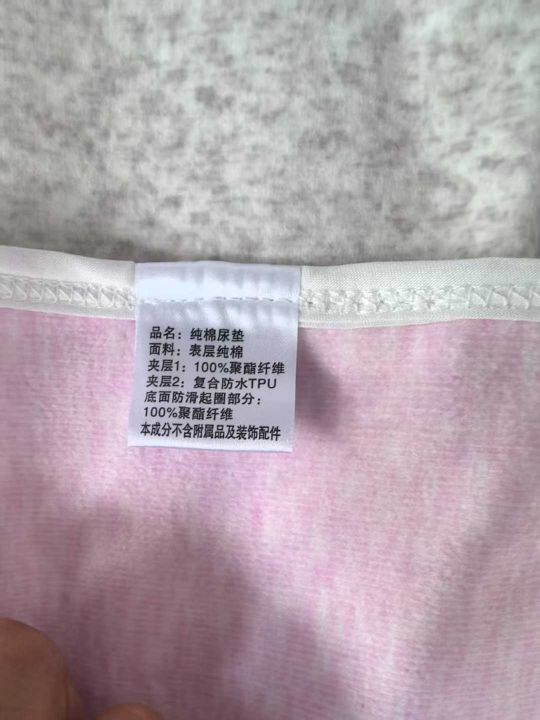 品名：纯棉尿垫
面料：表层纯棉
夹层1：100%聚酯纤维
夹层2：复合防水TPU
底面防滑起圈部分：
100%聚酯纤维
本成分不含附属品及装饰配件